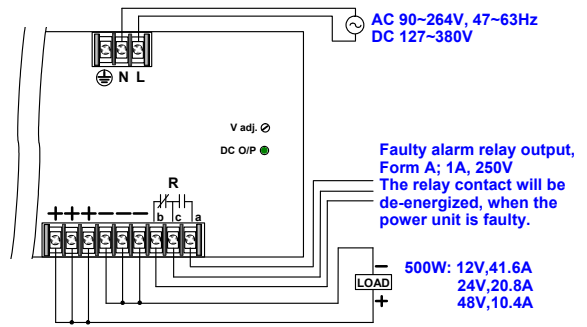 AC 90~264V, 47~63Hz
DC 127~380V
N L
V adj.
DC O/P
Faulty alarm relay output,
Form A; 1A, 250V
The relay contact will be
de-energized, when the
power unit is faulty.
R
+ + + − − − b c a
− 500W: 12V,41.6A
LOAD 24V,20.8A
+ 48V,10.4A